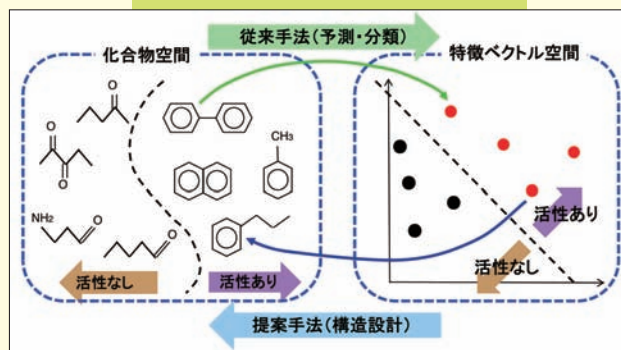 従来手法(予測・分類)
化合物空間
特徴ベクトル空間
O
O
O
CH₃
NH₂
O
O
活性なし
活性あり
活性あり
活性なし
提案手法(構造設計)